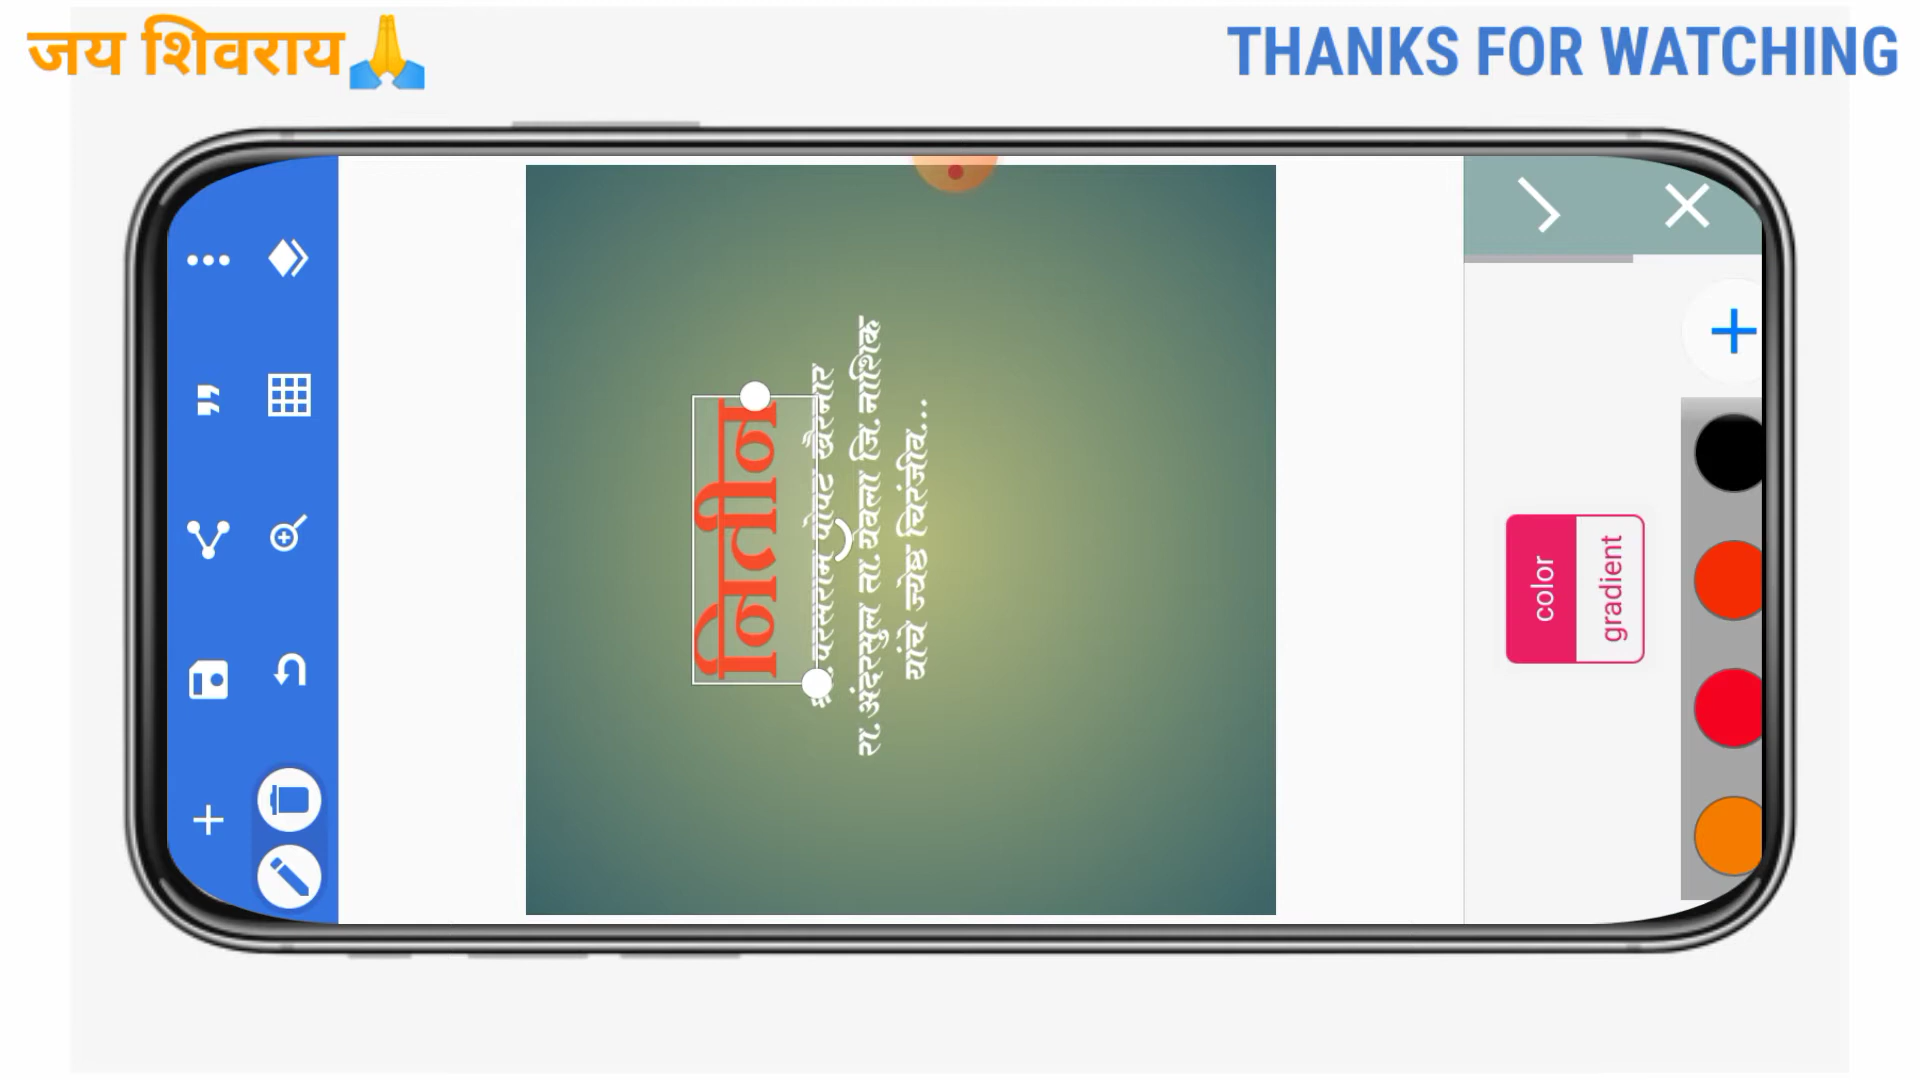 जय शिवराय🙏
THANKS FOR WATCHING
नितीन
श्री. परसराम पोपट खैरनार
रा. अंदरसुल ता. येवला जि. नाशिक
यांचे ज्येष्ठ चिरंजीव...
color
gradient